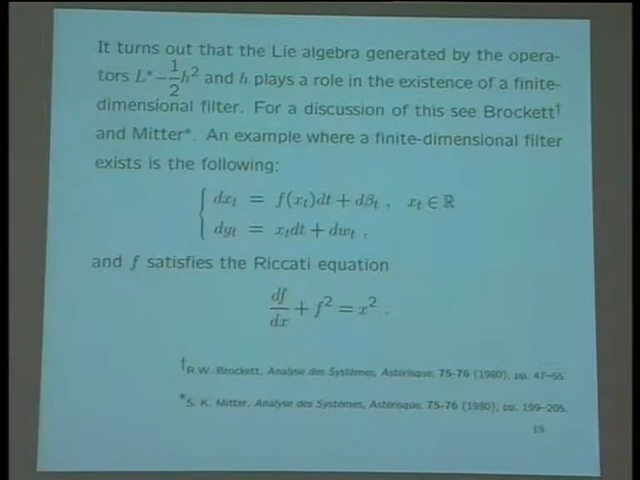 It turns out that the Lie algebra generated by the opera-
tors L* − 1/2 h² and h plays a role in the existence of a finite-
dimensional filter. For a discussion of this see Brockett†
and Mitter*. An example where a finite-dimensional filter
exists is the following:
dx_t = f(x_t)dt + dβ_t , x_t ∈ ℝ
dy_t = x_t dt + dw_t ,
and f satisfies the Riccati equation
df/dx + f² = x² .
†R.W. Brockett, Analyse des Systèmes, Astérisque, 75-76 (1980), pp. 47–55.
*S. K. Mitter, Analyse des Systèmes, Astérisque, 75-76 (1980), pp. 199–205.
19